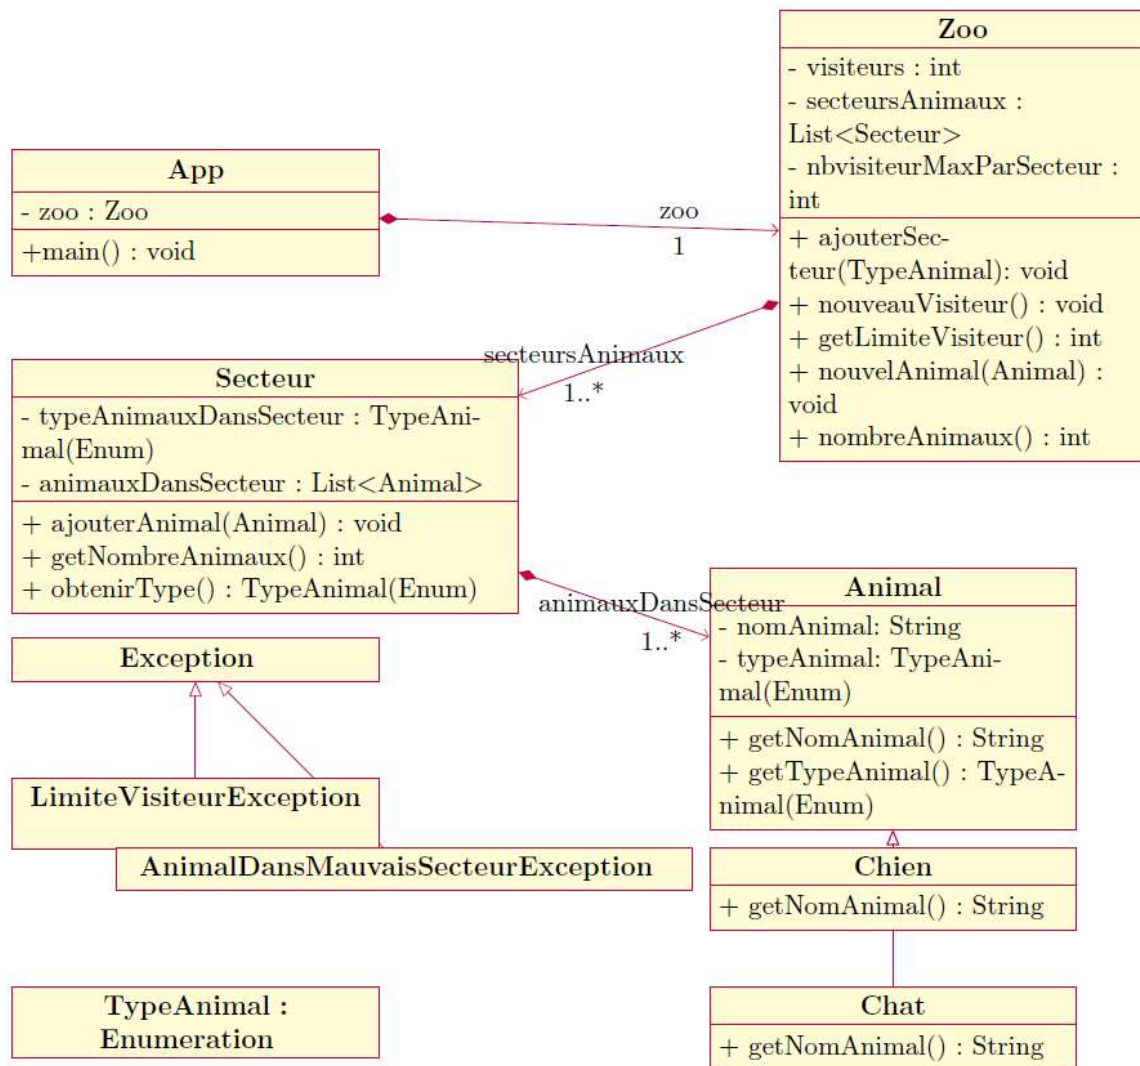 Zoo
- visiteurs : int
- secteursAnimaux :
List<Secteur>
- nbvisiteurMaxParSecteur :
int
+ ajouterSec-
teur(TypeAnimal): void
+ nouveauVisiteur() : void
+ getLimiteVisiteur() : int
+ nouvelAnimal(Animal) :
void
+ nombreAnimaux() : int
App
- zoo : Zoo
+main() : void
zoo
1
secteursAnimaux
1..*
Secteur
- typeAnimauxDansSecteur : TypeAni-
mal(Enum)
- animauxDansSecteur : List<Animal>
+ ajouterAnimal(Animal) : void
+ getNombreAnimaux() : int
+ obtenirType() : TypeAnimal(Enum)
animauxDansSecteur
1..*
Animal
- nomAnimal: String
- typeAnimal: TypeAni-
mal(Enum)
+ getNomAnimal() : String
+ getTypeAnimal() : TypeA-
nimal(Enum)
Exception
LimiteVisiteurException
AnimalDansMauvaisSecteurException
Chien
+ getNomAnimal() : String
TypeAnimal :
Enumeration
Chat
+ getNomAnimal() : String